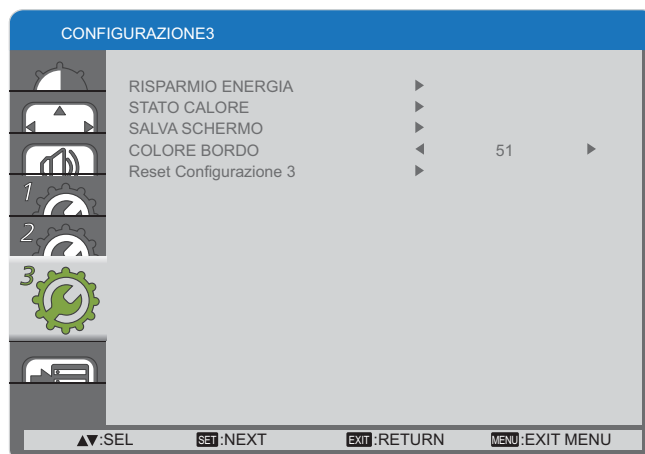 CONFIGURAZIONE3
RISPARMIO ENERGIA
STATO CALORE
SALVA SCHERMO
COLORE BORDO 51
Reset Configurazione 3
1
2
3
▲▼:SEL SET:NEXT EXIT:RETURN MENU:EXIT MENU